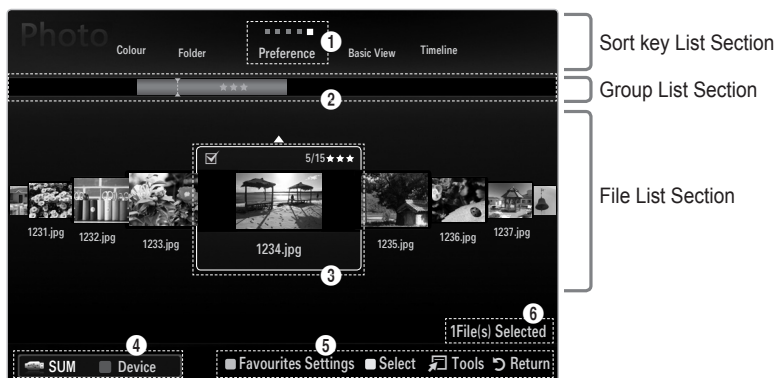 Photo
Colour Folder Preference Basic View Timeline
①
②
5/15★★★
1231.jpg 1232.jpg 1233.jpg 1234.jpg 1235.jpg 1236.jpg 1237.jpg
③
⑥
1File(s) Selected
④ ⑤
SUM Device Favourites Settings Select Tools Return
Sort key List Section
Group List Section
File List Section